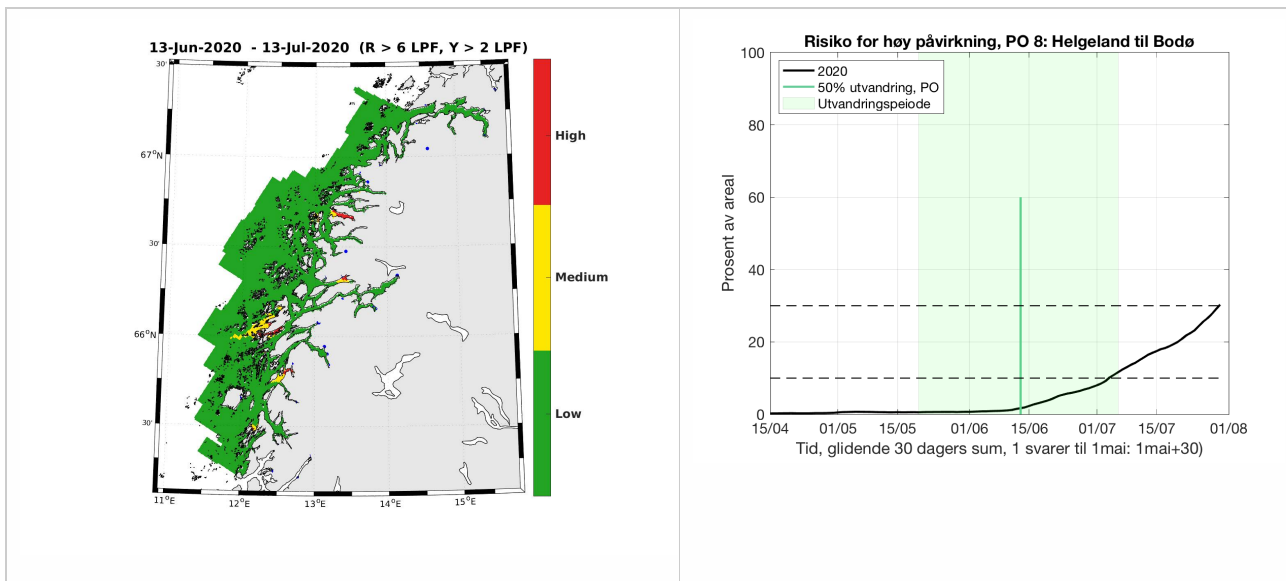 13-Jun-2020 - 13-Jul-2020 (R > 6 LPF, Y > 2 LPF)
30'
67°N
30'
66°N
30'
11°E
12°E
13°E
14°E
15°E
High
Medium
Low
Risiko for høy påvirkning, PO 8: Helgeland til Bodø
2020
50% utvandring, PO
Utvandringspeiode
Prosent av areal
100
80
60
40
20
0
15/04
01/05
15/05
01/06
15/06
01/07
15/07
01/08
Tid, glidende 30 dagers sum, 1 svarer til 1mai: 1mai+30)